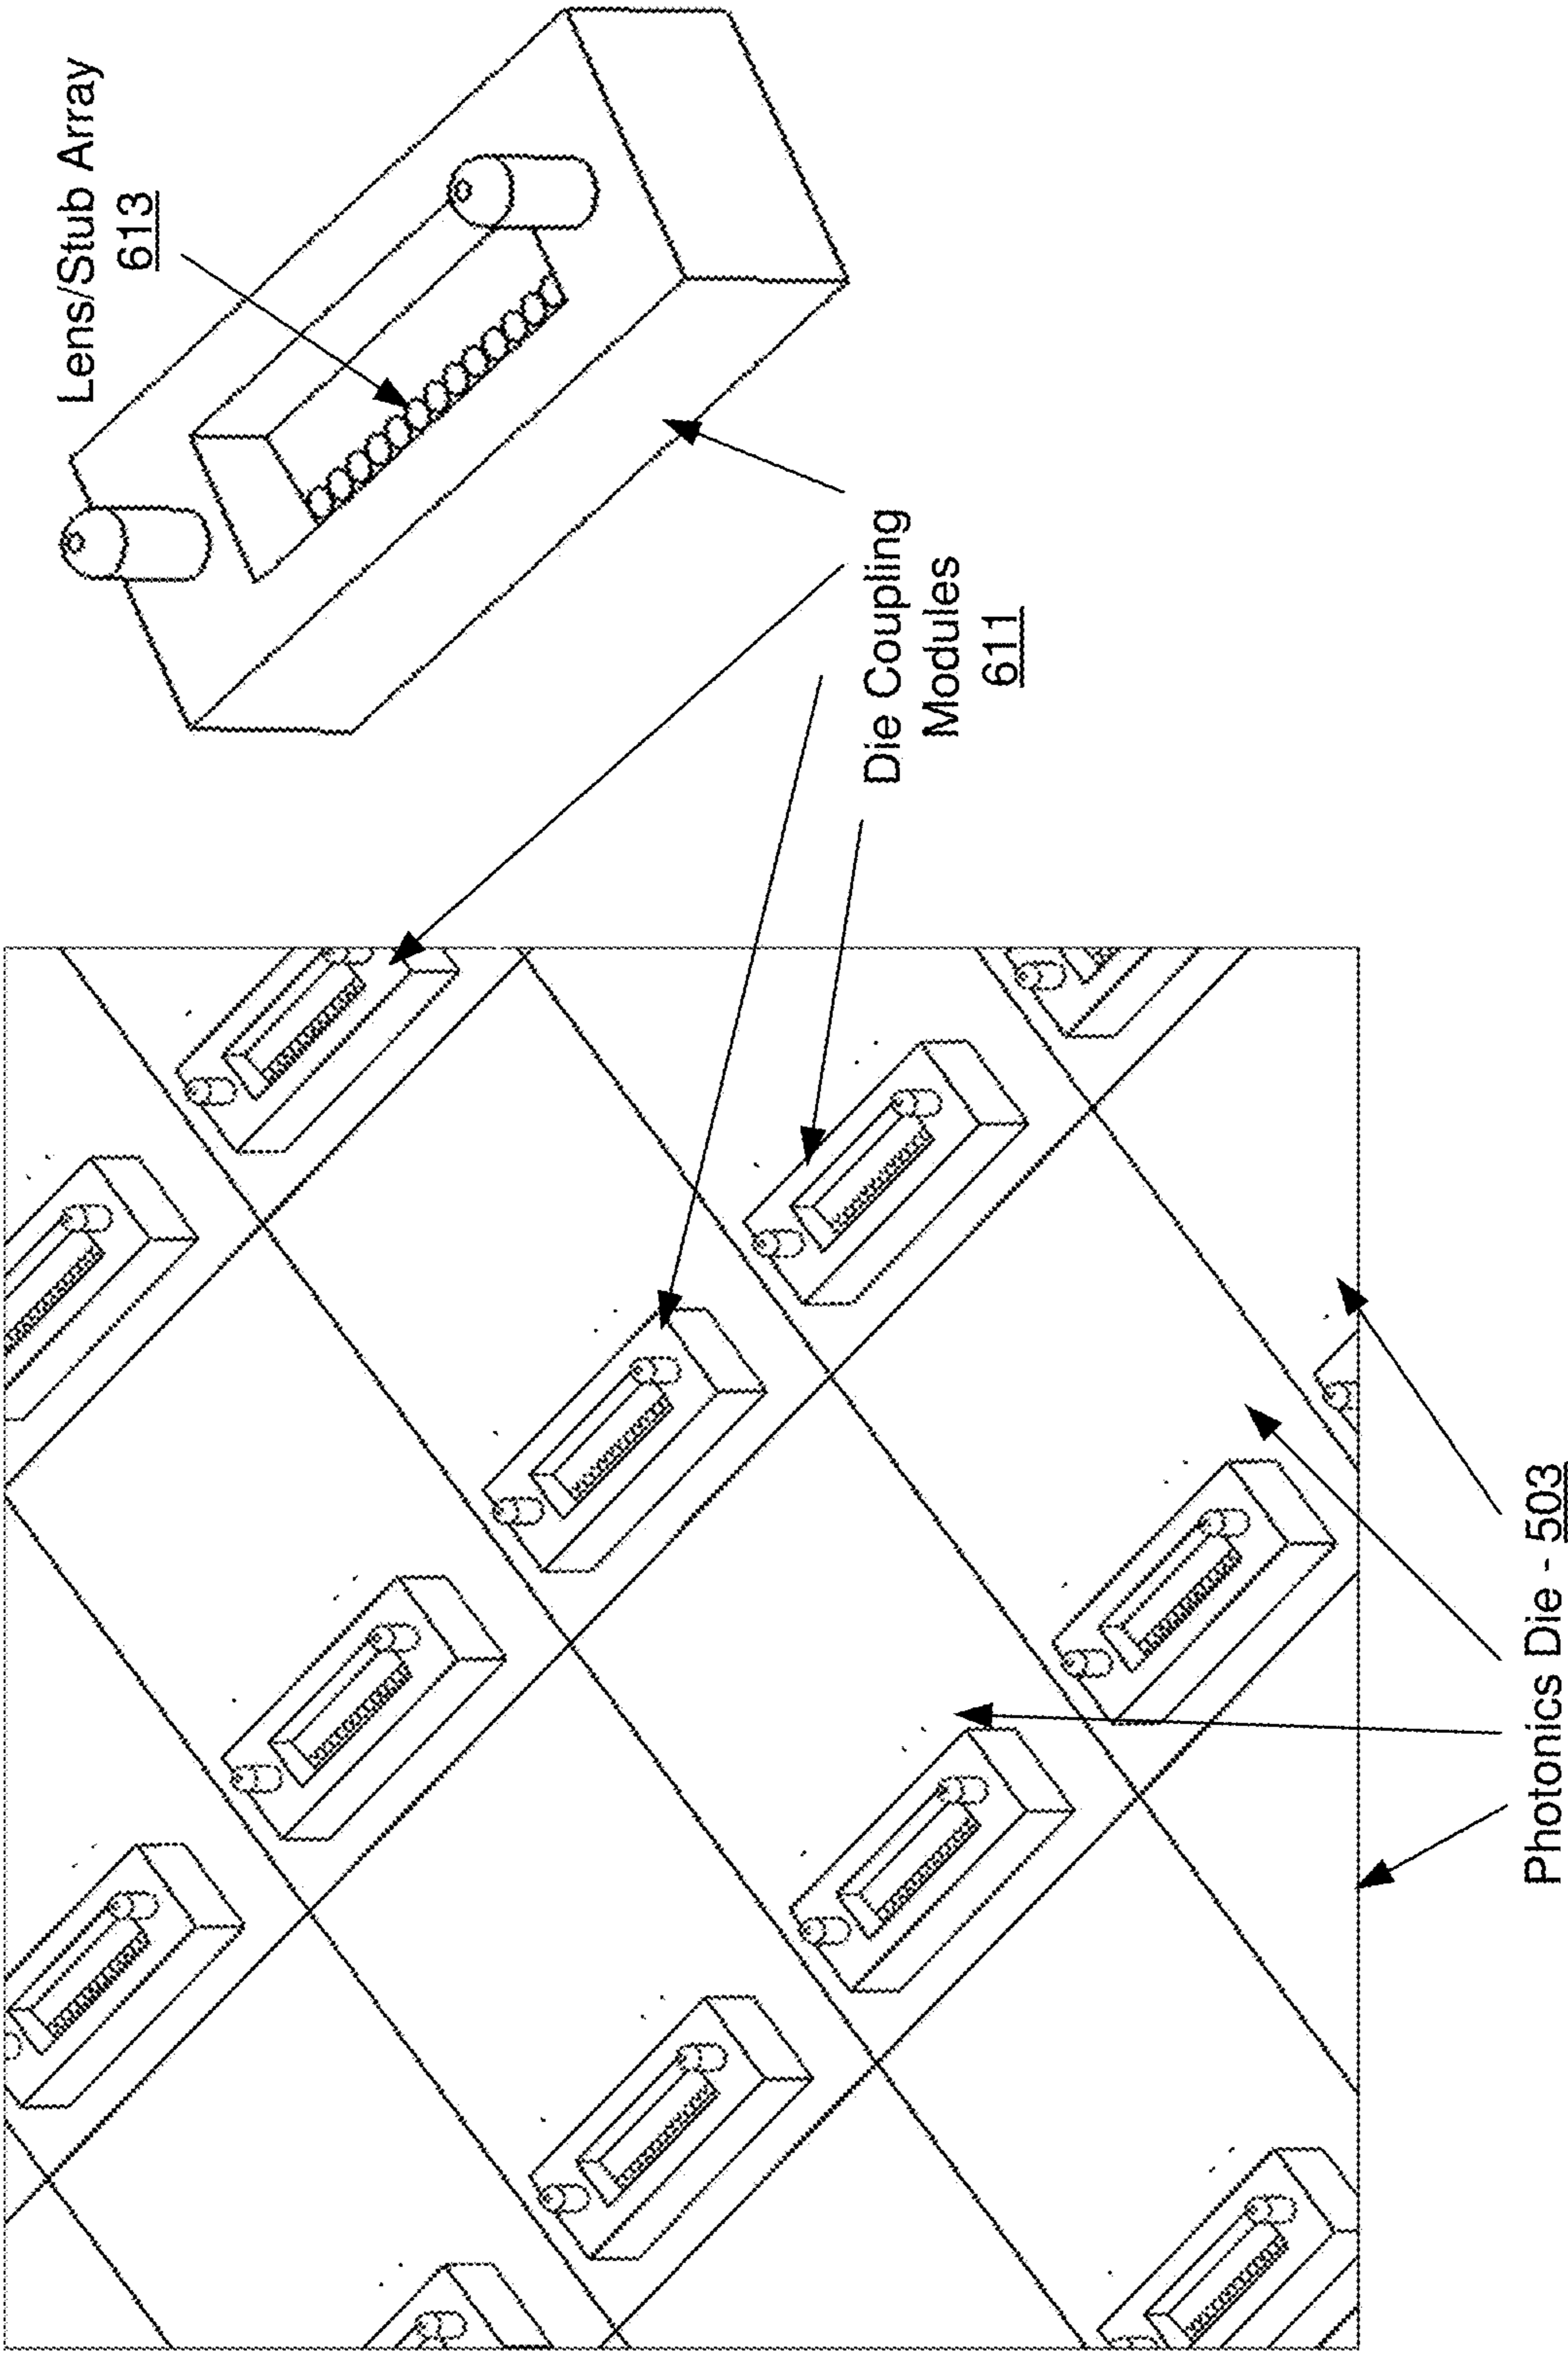 Lens/Stub Array
613
Die Coupling
Modules
611
Photonics Die - 503